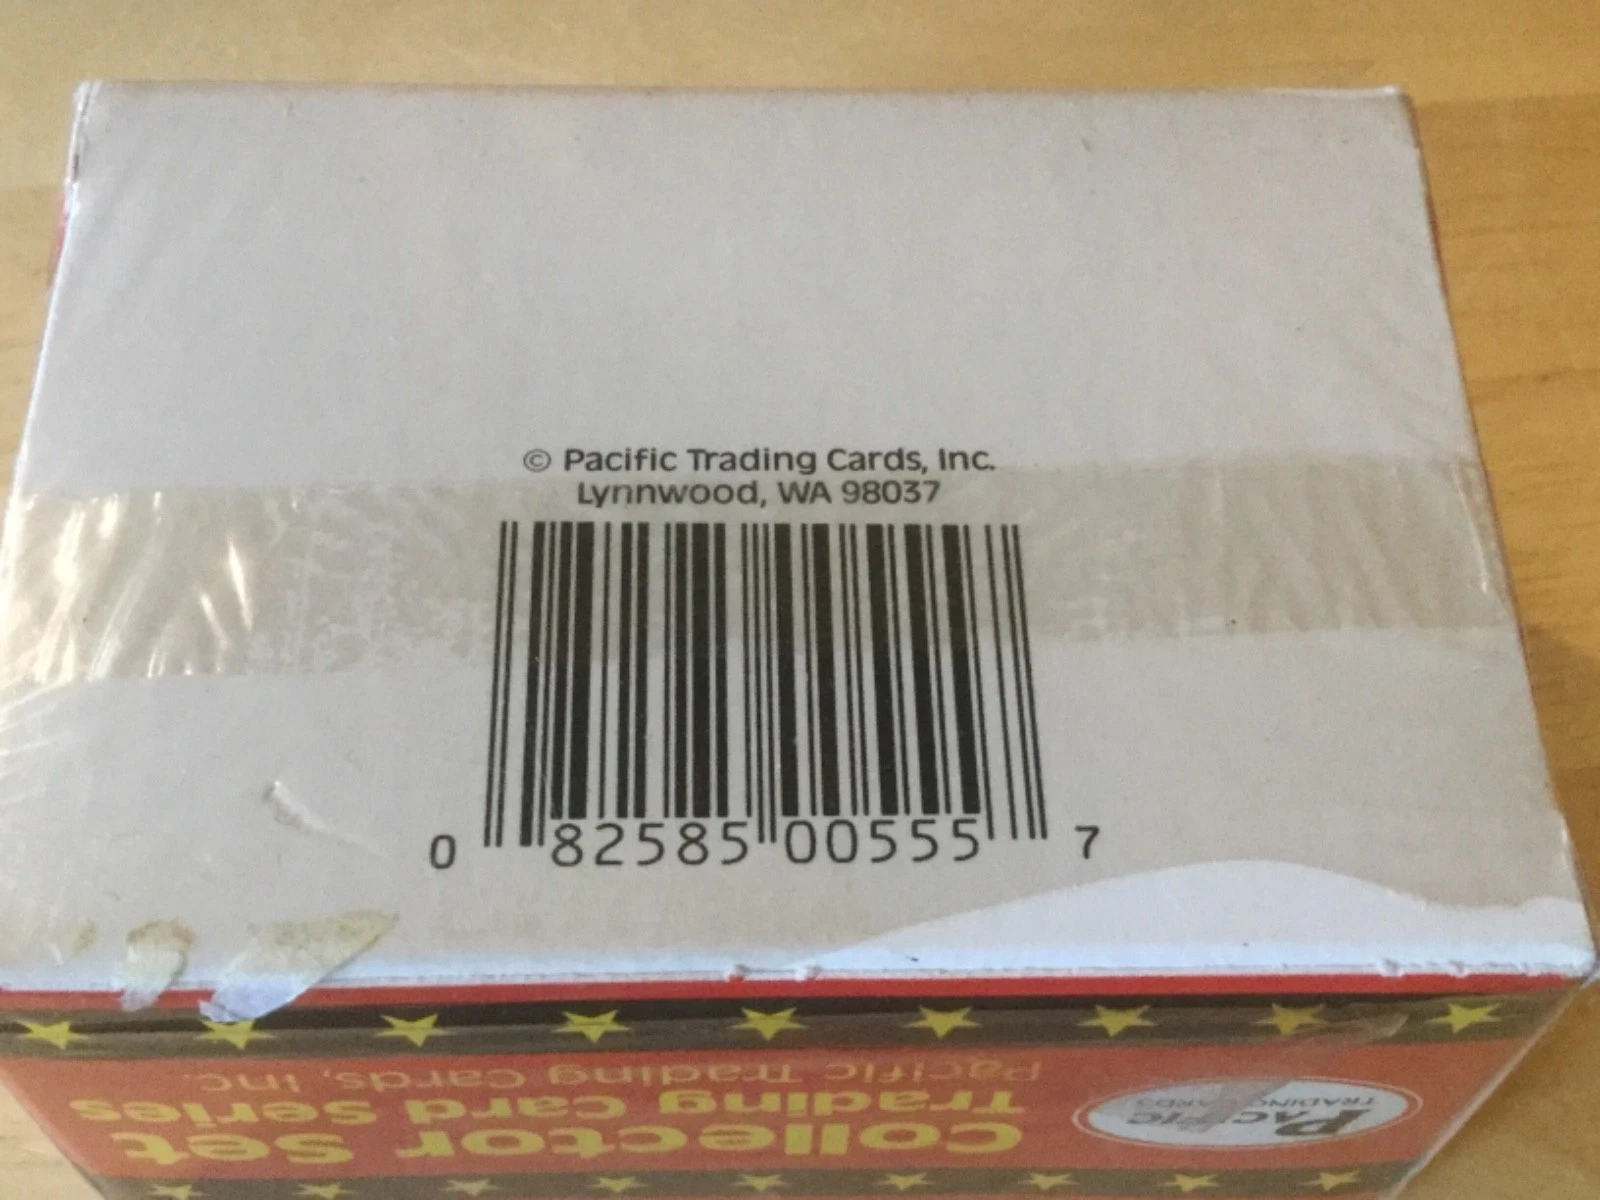 © Pacific Trading Cards, Inc.
Lynnwood, WA 98037
0 82585 00555 7
Collector Set
Trading Card Series
Pacific Trading Cards, Inc.
PACIFIC
TRADING CARDS